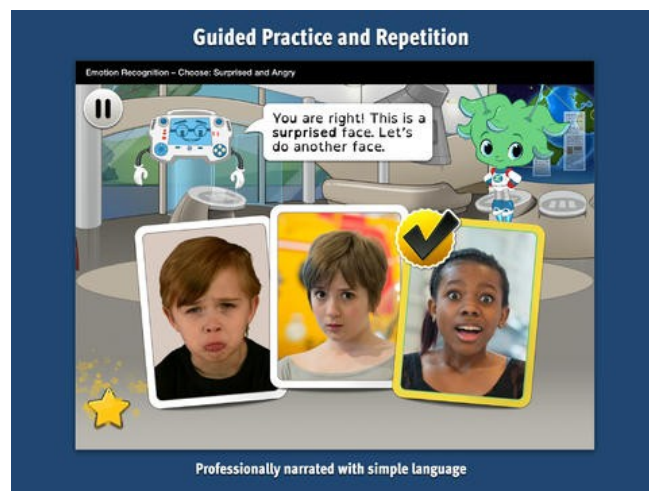 Guided Practice and Repetition
Emotion Recognition – Choose: Surprised and Angry
You are right! This is a
surprised face. Let's
do another face.
Professionally narrated with simple language